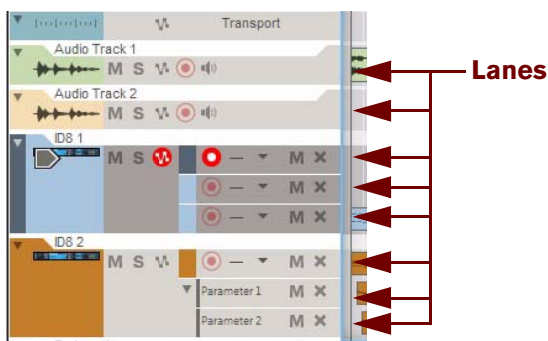 Transport
Audio Track 1
M S
Lanes
Audio Track 2
M S
ID8 1
M S M
M
M
ID8 2
M S M
Parameter 1 M
Parameter 2 M